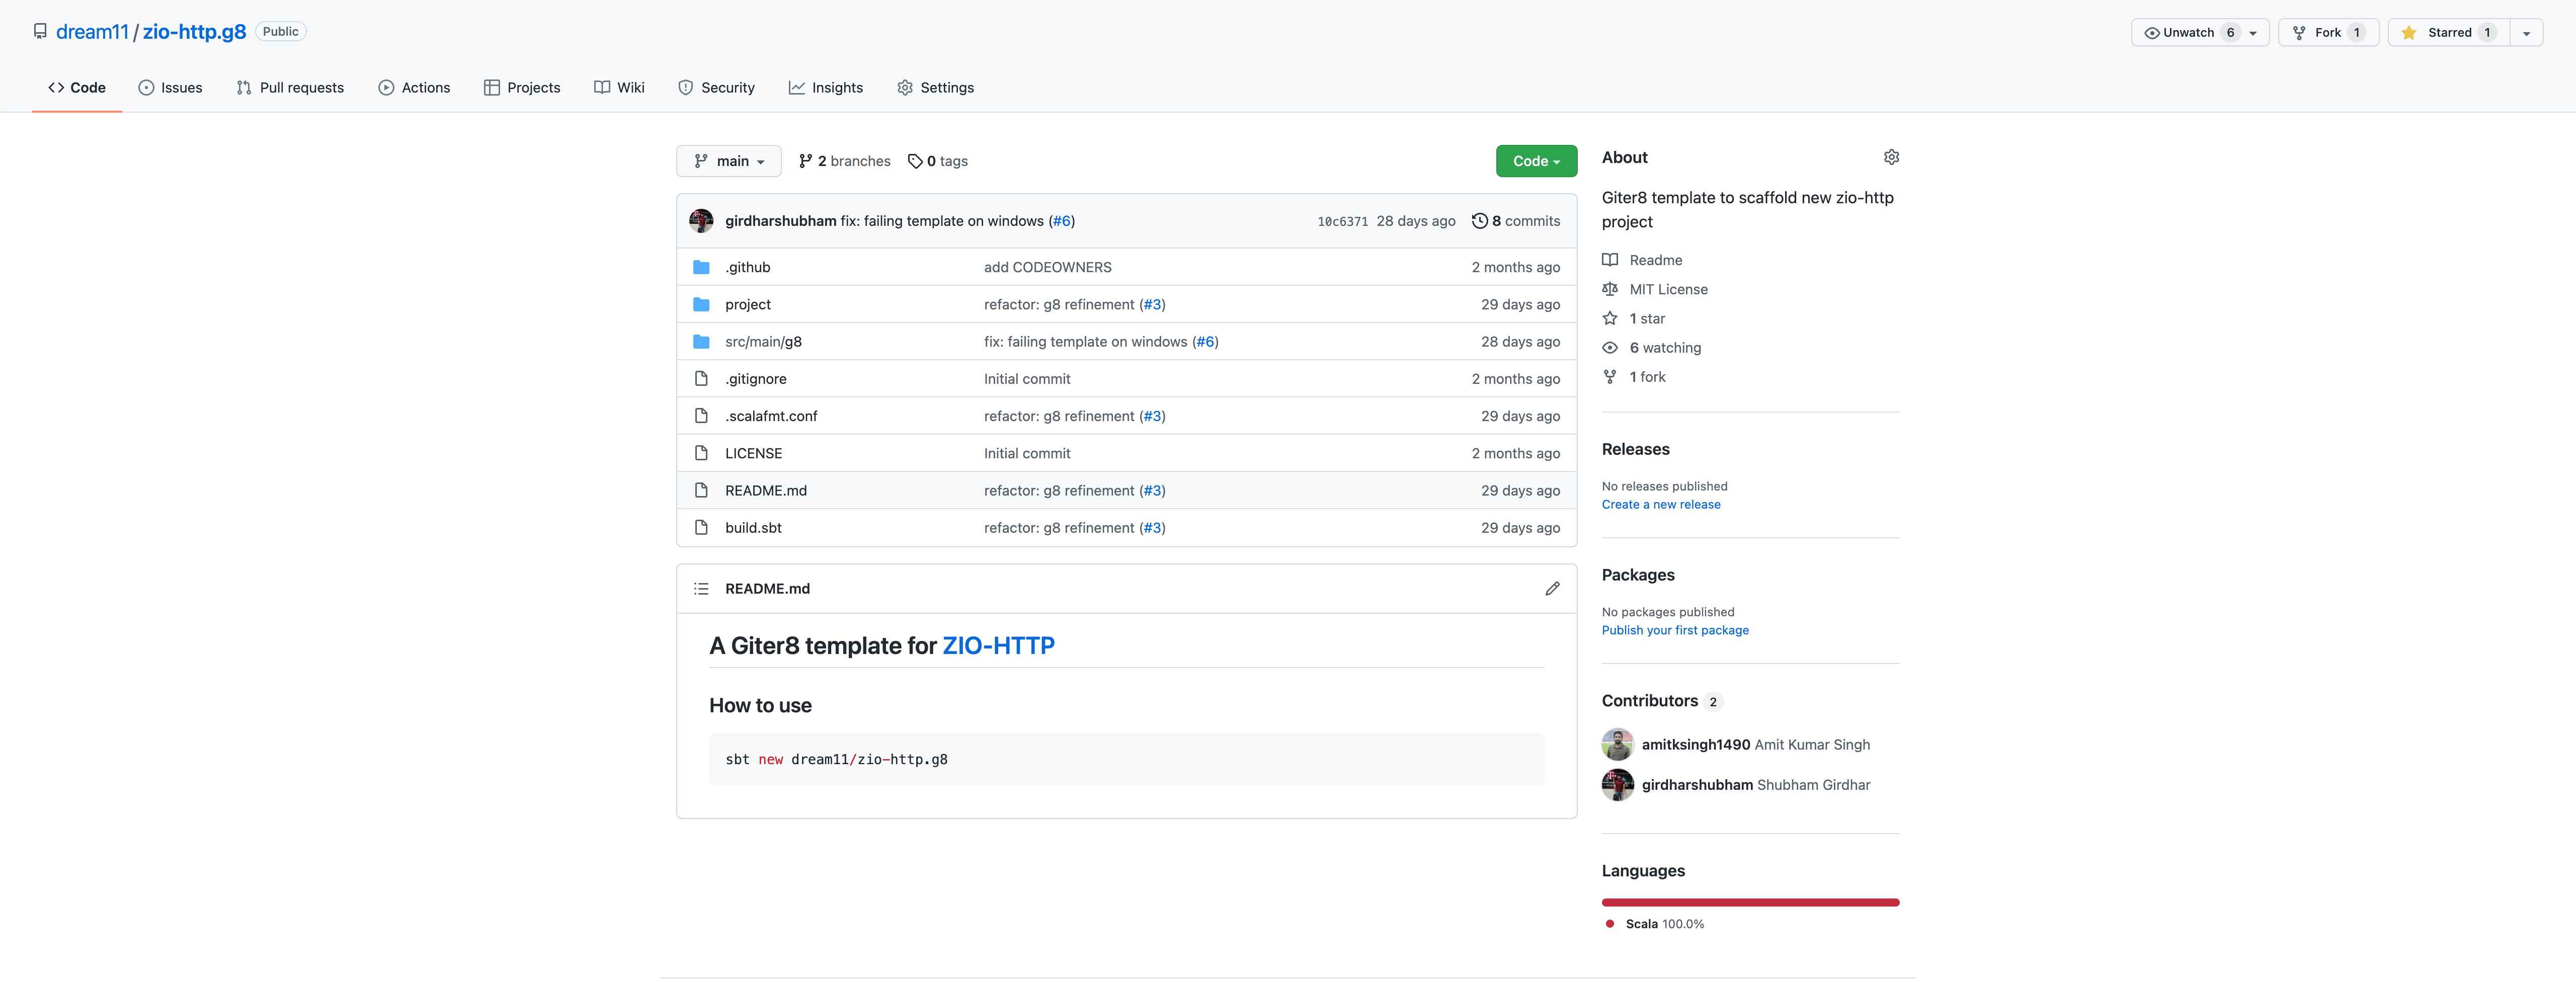 dream11 / zio-http.g8 Public
Unwatch 6 Fork 1 Starred 1
Code Issues Pull requests Actions Projects Wiki Security Insights Settings
main 2 branches 0 tags Code
girdharshubham fix: failing template on windows (#6) 10c6371 28 days ago 8 commits
.github add CODEOWNERS 2 months ago
project refactor: g8 refinement (#3) 29 days ago
src/main/g8 fix: failing template on windows (#6) 28 days ago
.gitignore Initial commit 2 months ago
.scalafmt.conf refactor: g8 refinement (#3) 29 days ago
LICENSE Initial commit 2 months ago
README.md refactor: g8 refinement (#3) 29 days ago
build.sbt refactor: g8 refinement (#3) 29 days ago
README.md
A Giter8 template for ZIO-HTTP
How to use
sbt new dream11/zio-http.g8
About
Giter8 template to scaffold new zio-http
project
Readme
MIT License
1 star
6 watching
1 fork
Releases
No releases published
Create a new release
Packages
No packages published
Publish your first package
Contributors 2
amitksingh1490 Amit Kumar Singh
girdharshubham Shubham Girdhar
Languages
Scala 100.0%